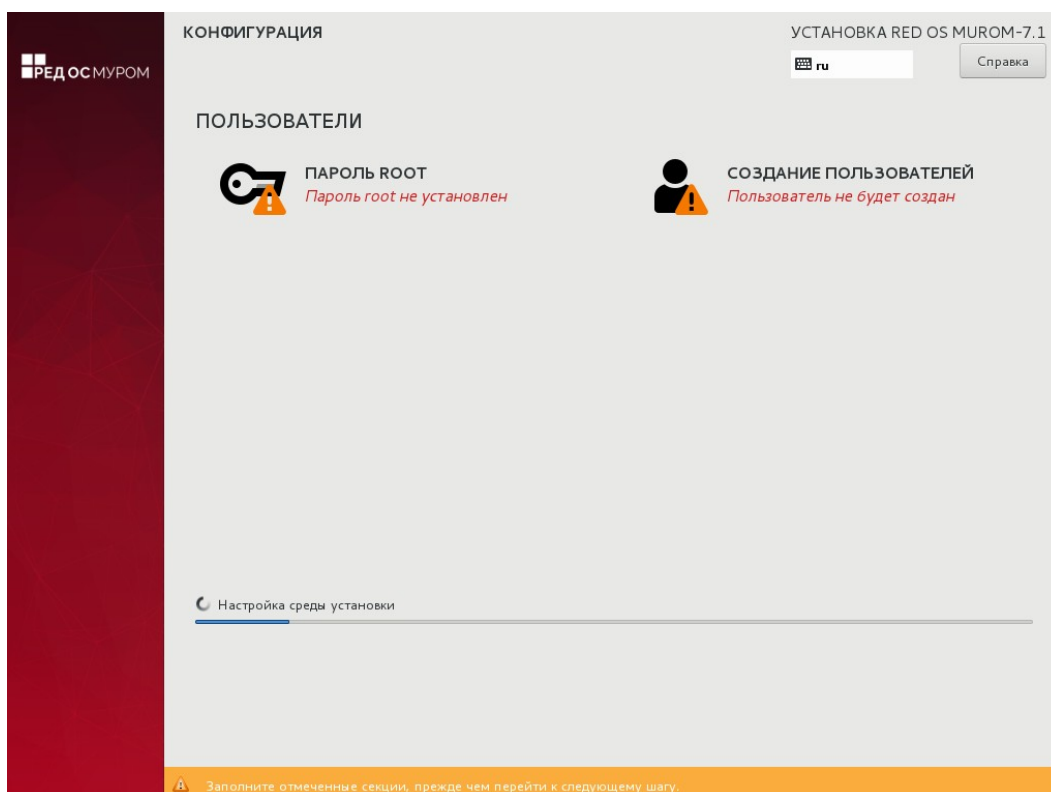 КОНФИГУРАЦИЯ
УСТАНОВКА RED OS MUROM-7.1
РЕД ОС МУРОМ
ru
Справка
ПОЛЬЗОВАТЕЛИ
ПАРОЛЬ ROOT
Пароль root не установлен
СОЗДАНИЕ ПОЛЬЗОВАТЕЛЕЙ
Пользователь не будет создан
Настройка среды установки
Заполните отмеченные секции, прежде чем перейти к следующему шагу.